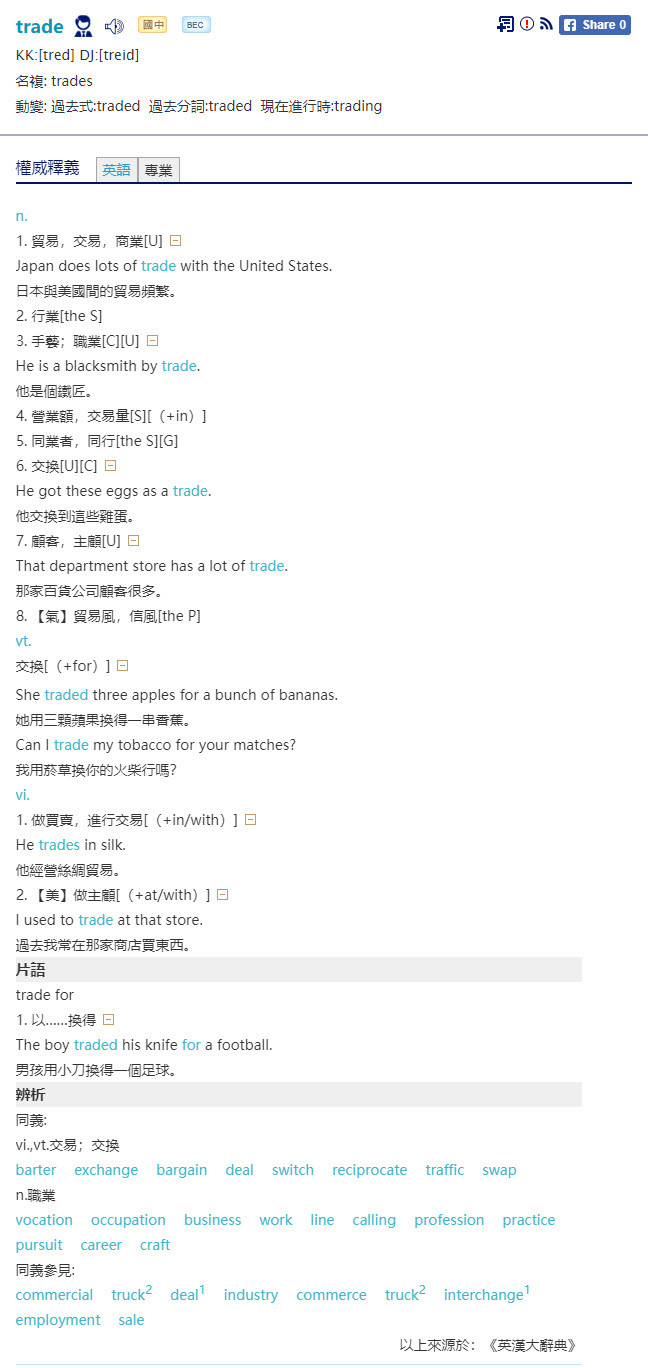 trade 國中 BEC Share 0
KK:[tred] DJ:[treid]
名複: trades
動變: 過去式:traded 過去分詞:traded 現在進行時:trading
權威釋義 英語 專業
n.
1. 貿易，交易，商業[U]
Japan does lots of trade with the United States.
日本與美國間的貿易頻繁。
2. 行業[the S]
3. 手藝；職業[C][U]
He is a blacksmith by trade.
他是個鐵匠。
4. 營業額，交易量[S][（+in）]
5. 同業者，同行[the S][G]
6. 交換[U][C]
He got these eggs as a trade.
他交換到這些雞蛋。
7. 顧客，主顧[U]
That department store has a lot of trade.
那家百貨公司顧客很多。
8. 【氣】貿易風，信風[the P]
vt.
交換[（+for）]
She traded three apples for a bunch of bananas.
她用三顆蘋果換得一串香蕉。
Can I trade my tobacco for your matches?
我用菸草換你的火柴行嗎?
vi.
1. 做買賣，進行交易[（+in/with）]
He trades in silk.
他經營絲綢貿易。
2. 【美】做主顧[（+at/with）]
I used to trade at that store.
過去我常在那家商店買東西。
片語
trade for
1. 以……換得
The boy traded his knife for a football.
男孩用小刀換得一個足球。
辨析
同義:
vi.,vt.交易；交換
barter exchange bargain deal switch reciprocate traffic swap
n.職業
vocation occupation business work line calling profession practice
pursuit career craft
同義參見:
commercial truck2 deal1 industry commerce truck2 interchange1
employment sale
以上來源於：《英漢大辭典》